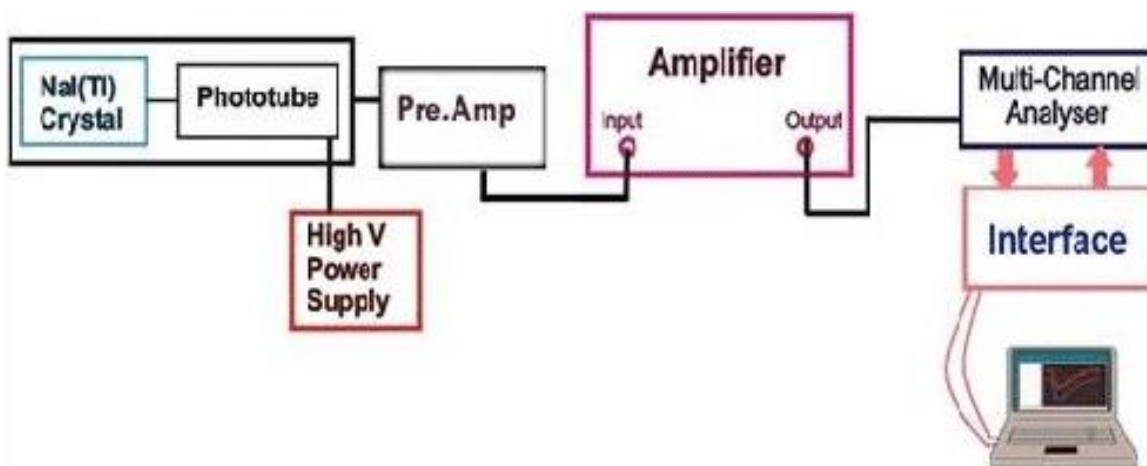 NaI(Tl)
Crystal
Phototube
Pre.Amp
High V
Power
Supply
Amplifier
Input
Output
Multi-Channel
Analyser
Interface